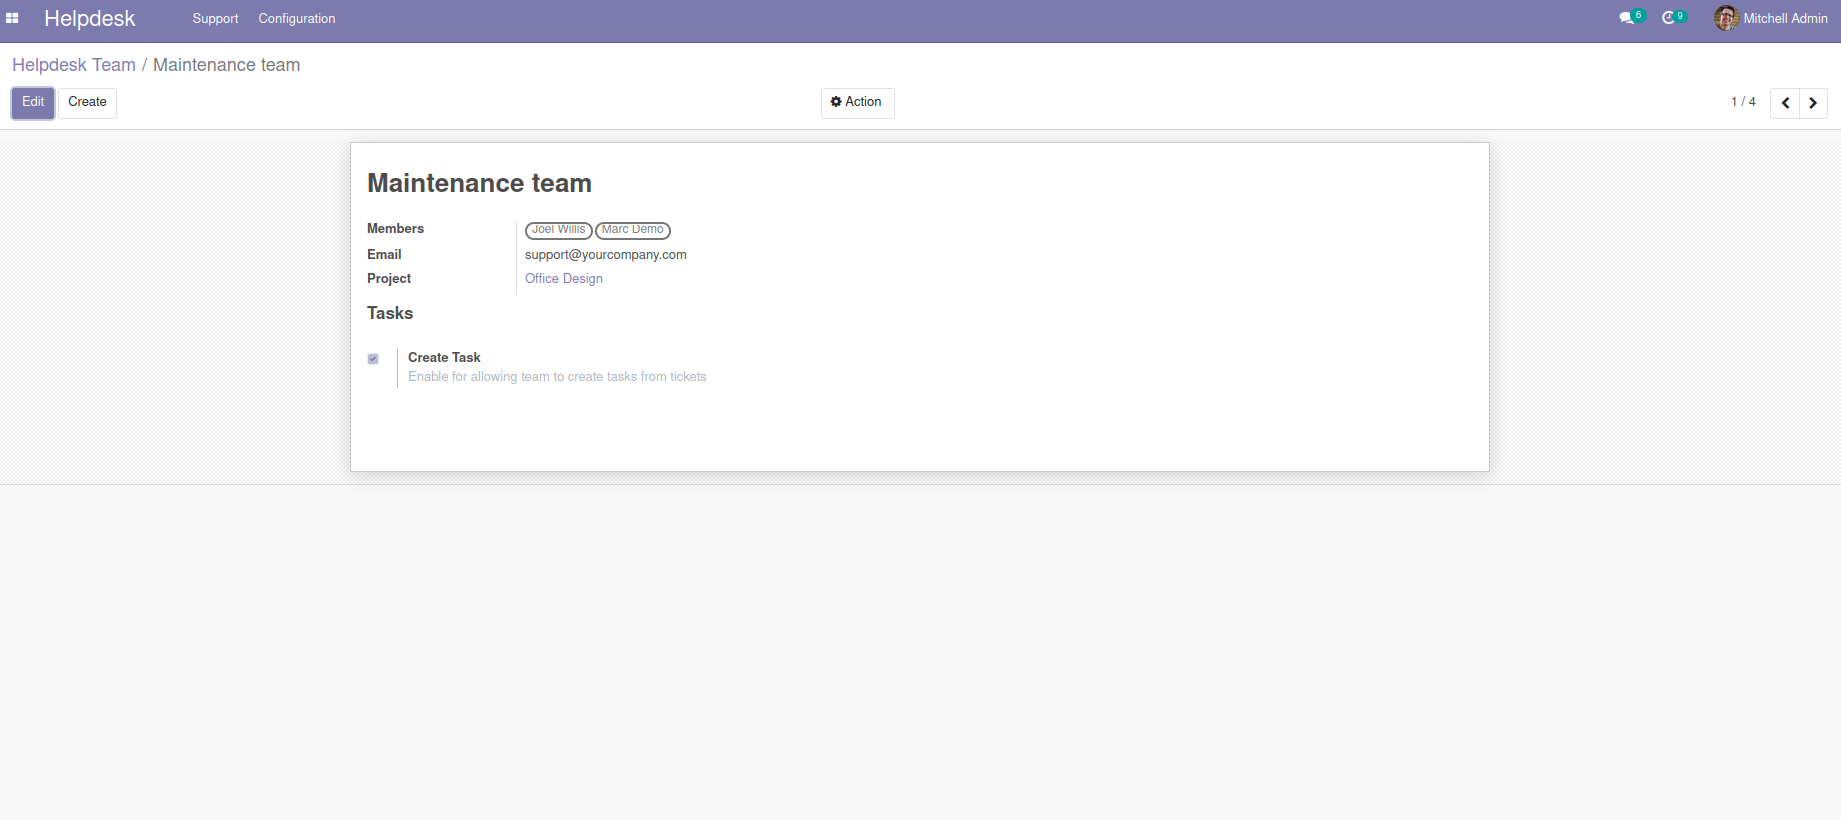 Helpdesk Support Configuration 6 9 Mitchell Admin
Helpdesk Team / Maintenance team
Edit Create Action 1 / 4
Maintenance team
Members Joel Willis Marc Demo
Email support@yourcompany.com
Project Office Design
Tasks
Create Task
Enable for allowing team to create tasks from tickets